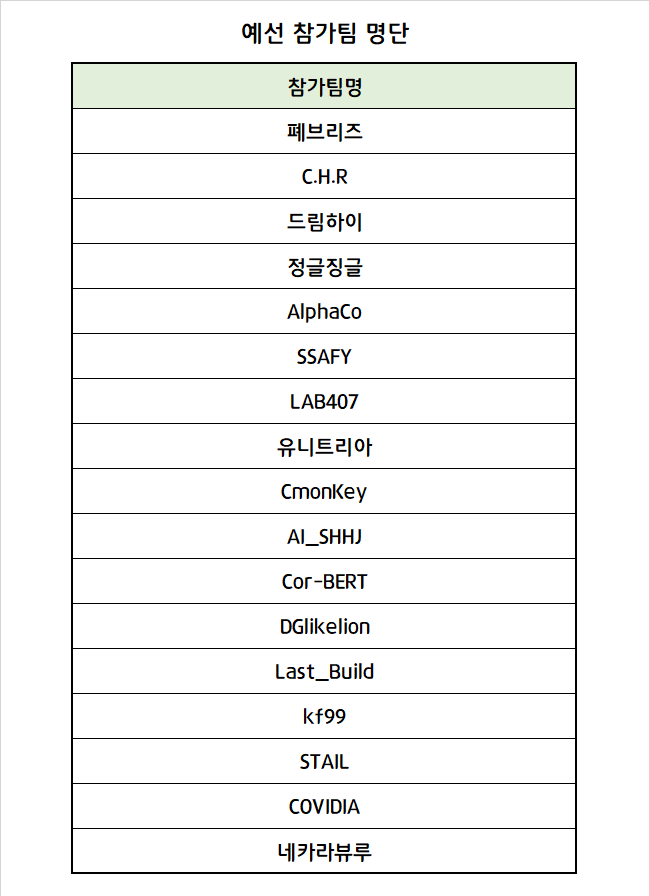 예선 참가팀 명단
참가팀명
폐브리즈
C.H.R
드림하이
정글징글
AlphaCo
SSAFY
LAB407
유니트리아
CmonKey
AI_SHHJ
Cor-BERT
DGlikelion
Last_Build
kf99
STAIL
COVIDIA
네카라뷰루